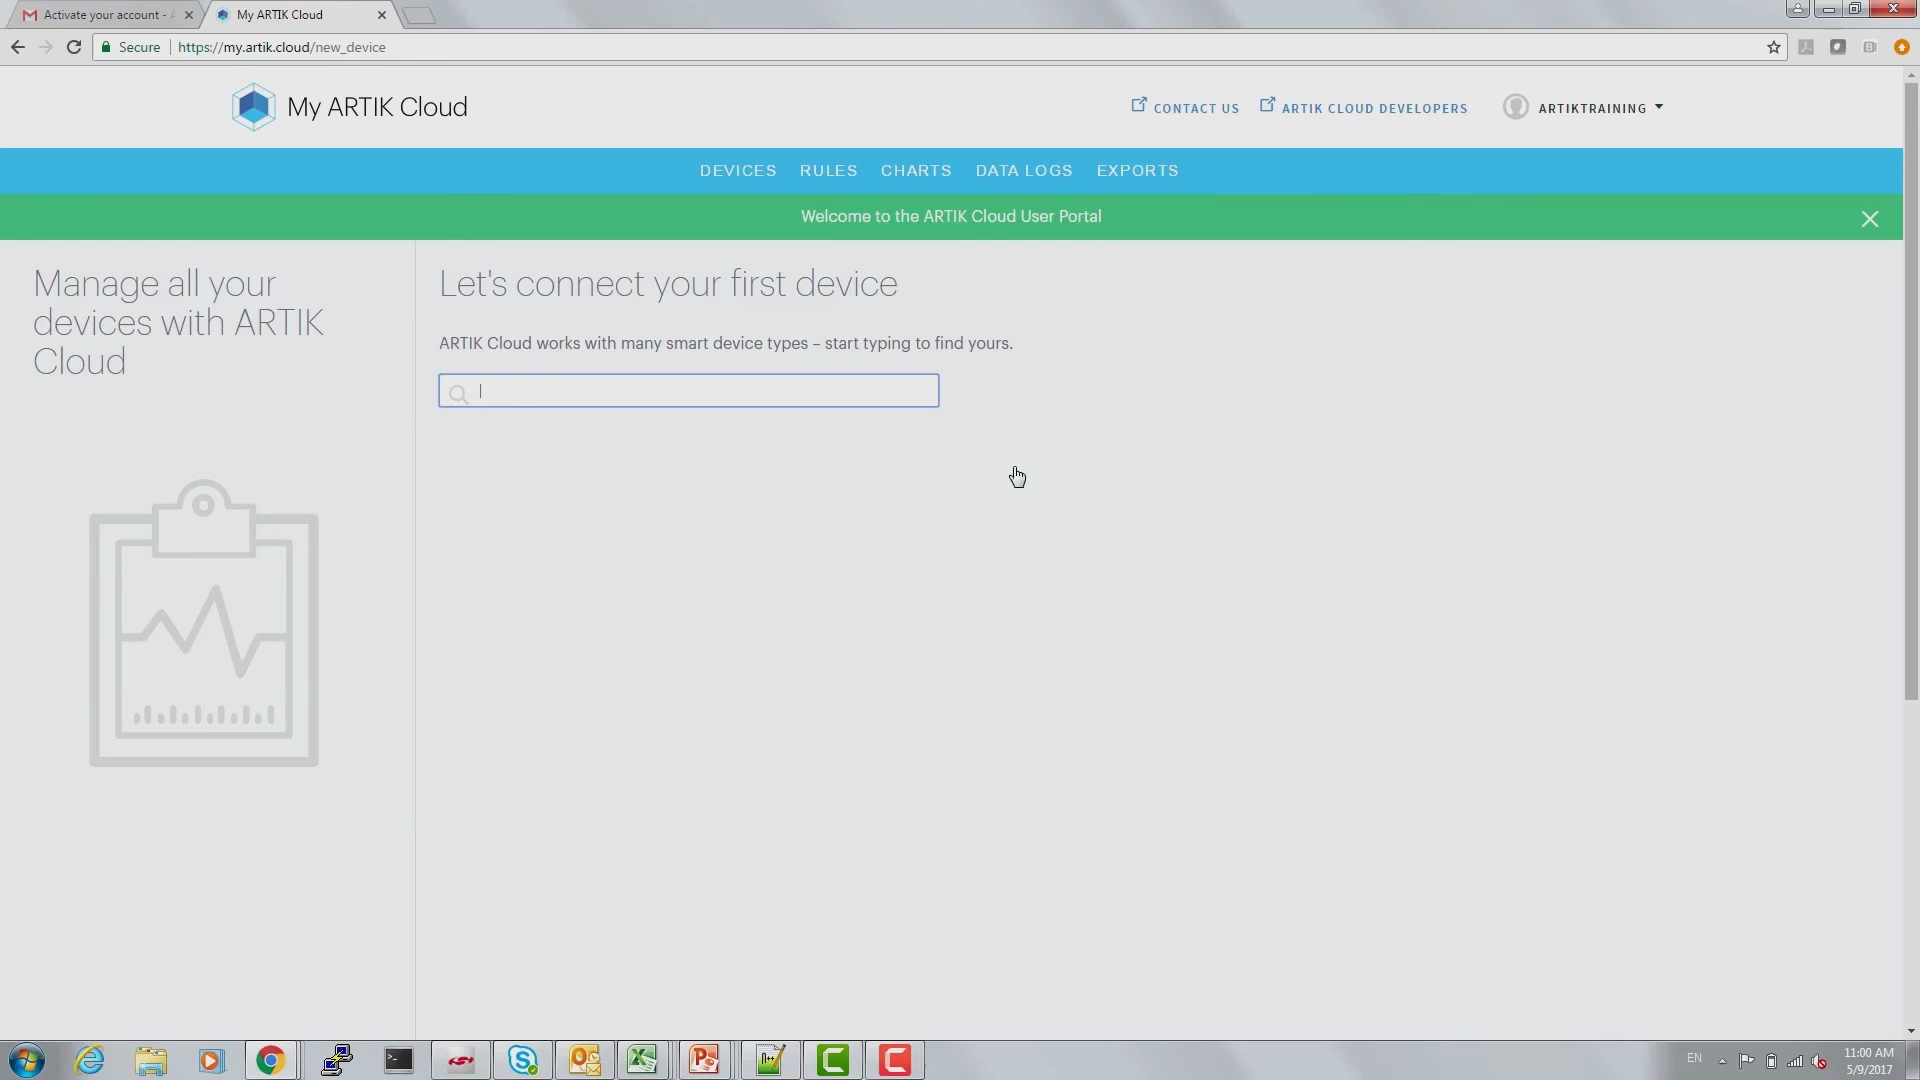 Activate your account -
My ARTIK Cloud
Secure
https://my.artik.cloud/new_device
My ARTIK Cloud
CONTACT US
ARTIK CLOUD DEVELOPERS
ARTIKTRAINING
DEVICES RULES CHARTS DATA LOGS EXPORTS
Welcome to the ARTIK Cloud User Portal
Manage all your
devices with ARTIK
Cloud
Let's connect your first device
ARTIK Cloud works with many smart device types – start typing to find yours.
EN
11:00 AM
5/9/2017